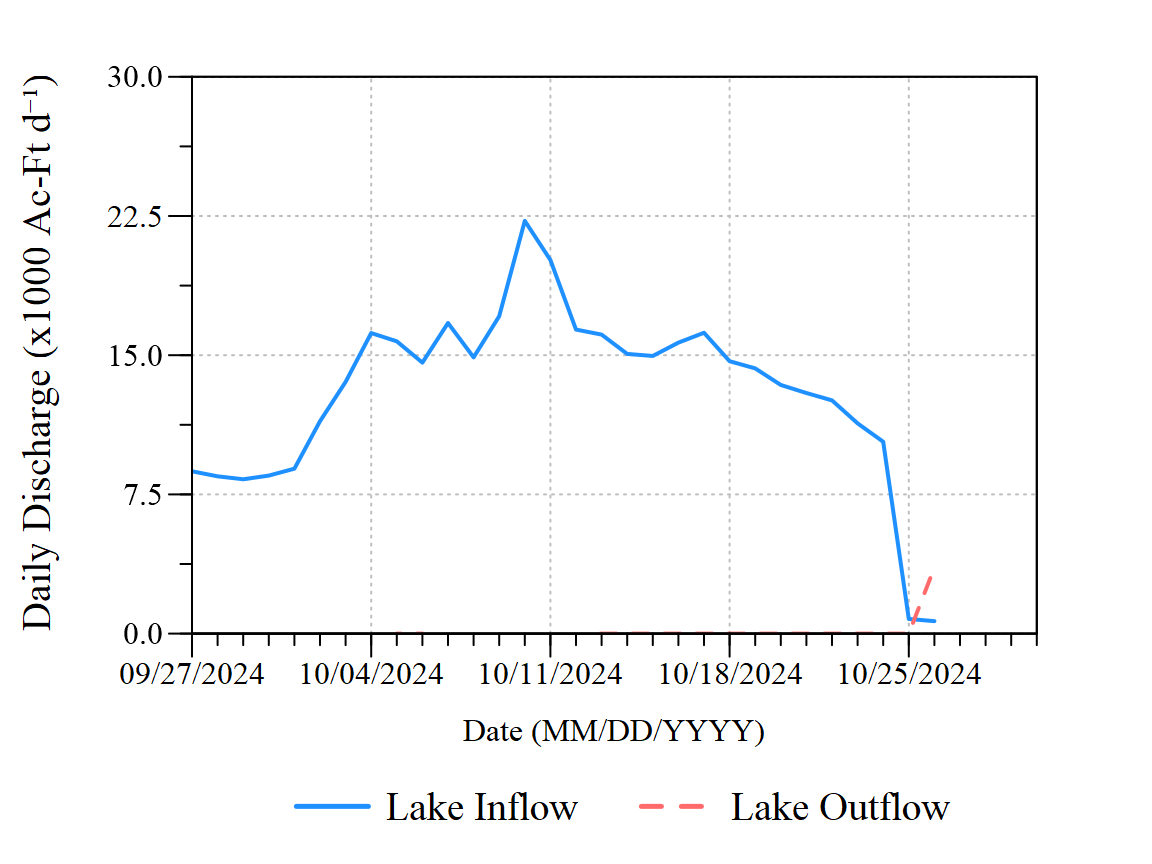 Daily Discharge (x1000 Ac-Ft d⁻¹)
30.0
22.5
15.0
7.5
0.0
09/27/2024 10/04/2024 10/11/2024 10/18/2024 10/25/2024
Date (MM/DD/YYYY)
Lake Inflow Lake Outflow